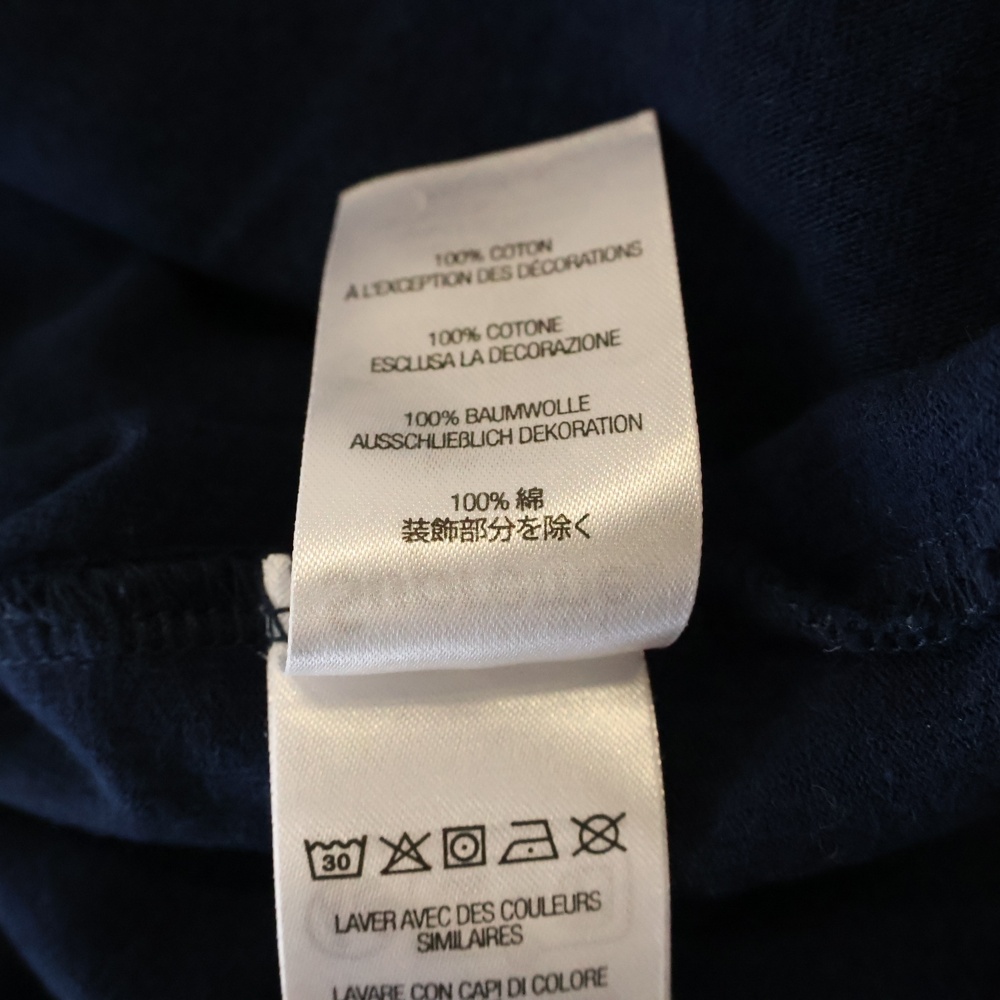 100% COTON
À L'EXCEPTION DES DÉCORATIONS
100% COTONE
ESCLUSA LA DECORAZIONE
100% BAUMWOLLE
AUSSCHLIEßLICH DEKORATION
100% 綿
装飾部分を除く
30
LAVER AVEC DES COULEURS
SIMILAIRES
LAVARE CON CAPI DI COLORE